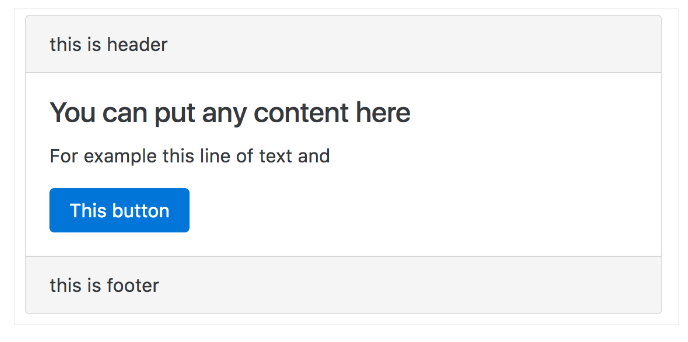 this is header
You can put any content here
For example this line of text and
This button
this is footer